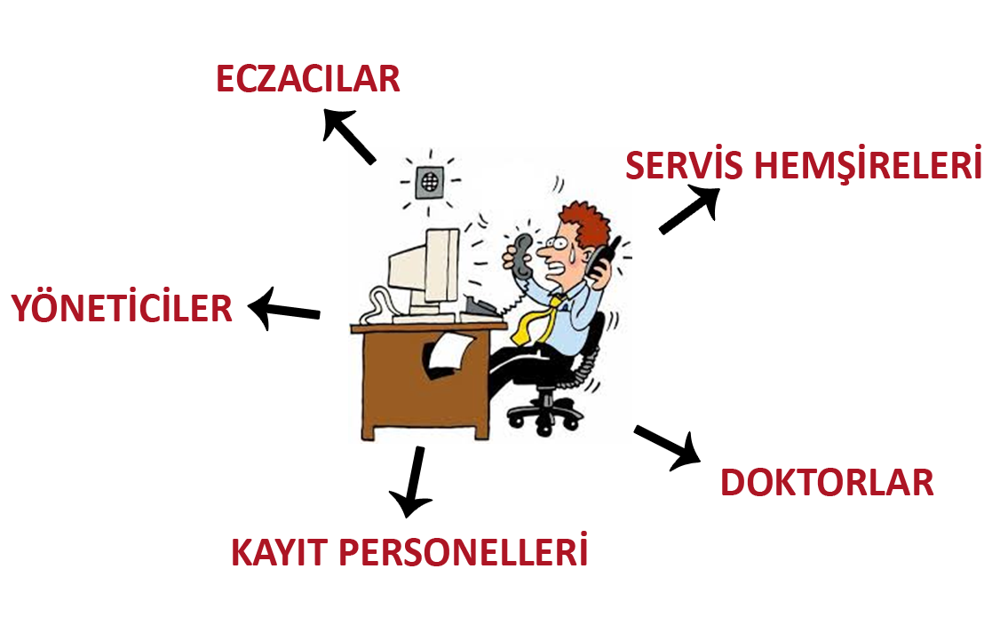 ECZACILAR
SERVİS HEMŞİRELERİ
YÖNETİCİLER
DOKTORLAR
KAYIT PERSONELLERİ